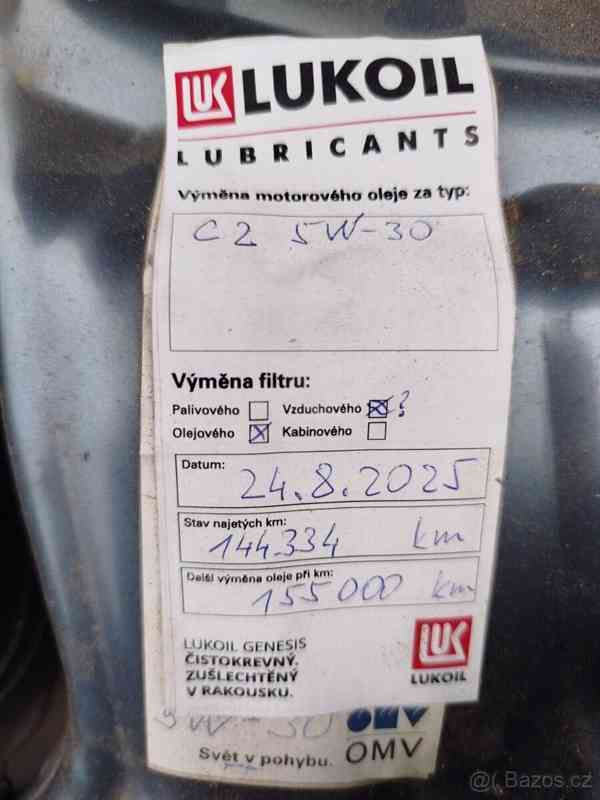 LUK LUKOIL
LUBRICANTS
Výměna motorového oleje za typ:
C2 5W-30
Výměna filtru:
Palivového Vzduchového ?
Olejového Kabinového
Datum:
24.8.2025
Stav najetých km:
144334 km
Další výměna oleje při km:
155000 km
LUKOIL GENESIS
ČISTOKREVNÝ.
ZUŠLECHTĚNÝ
V RAKOUSKU.
LUK
LUKOIL
5W-30 OMV
Svět v pohybu. OMV
@( Bazos.cz